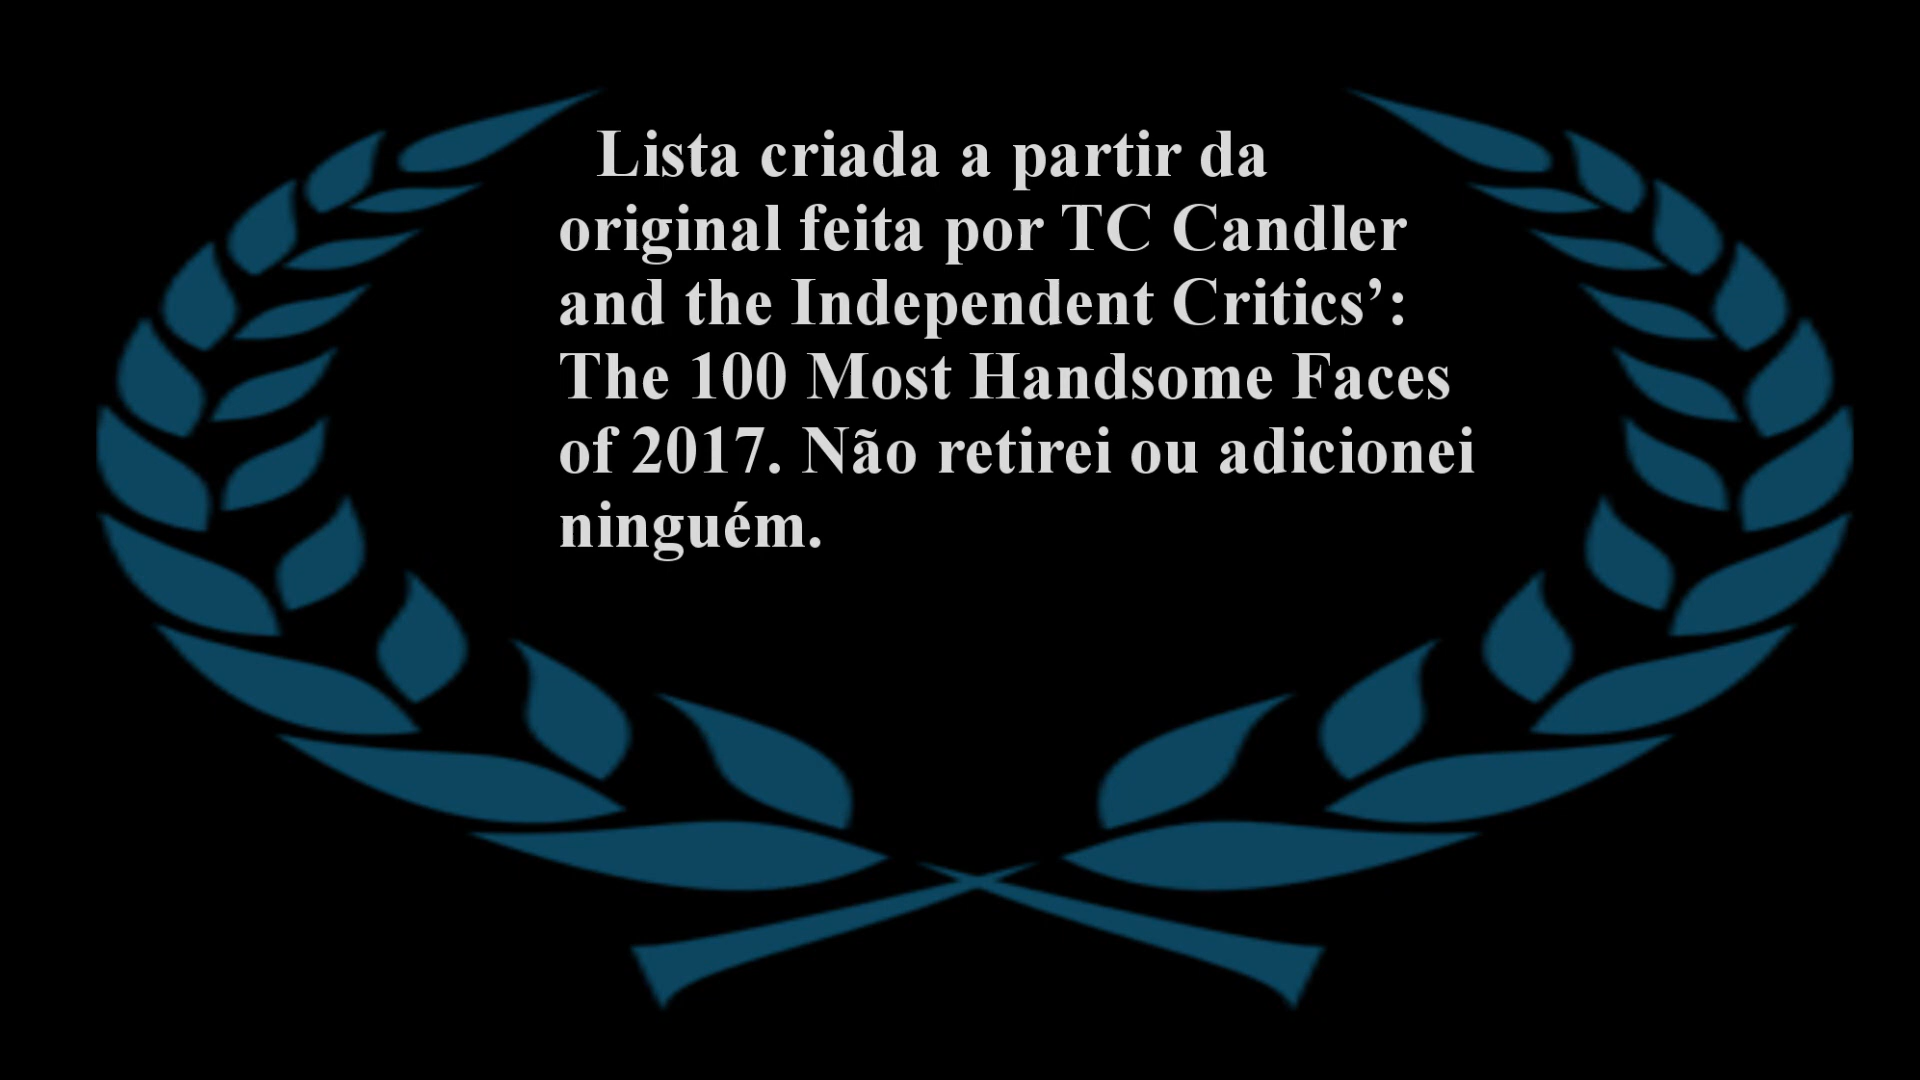 Lista criada a partir da
original feita por TC Candler
and the Independent Critics’:
The 100 Most Handsome Faces
of 2017. Não retirei ou adicionei
ninguém.